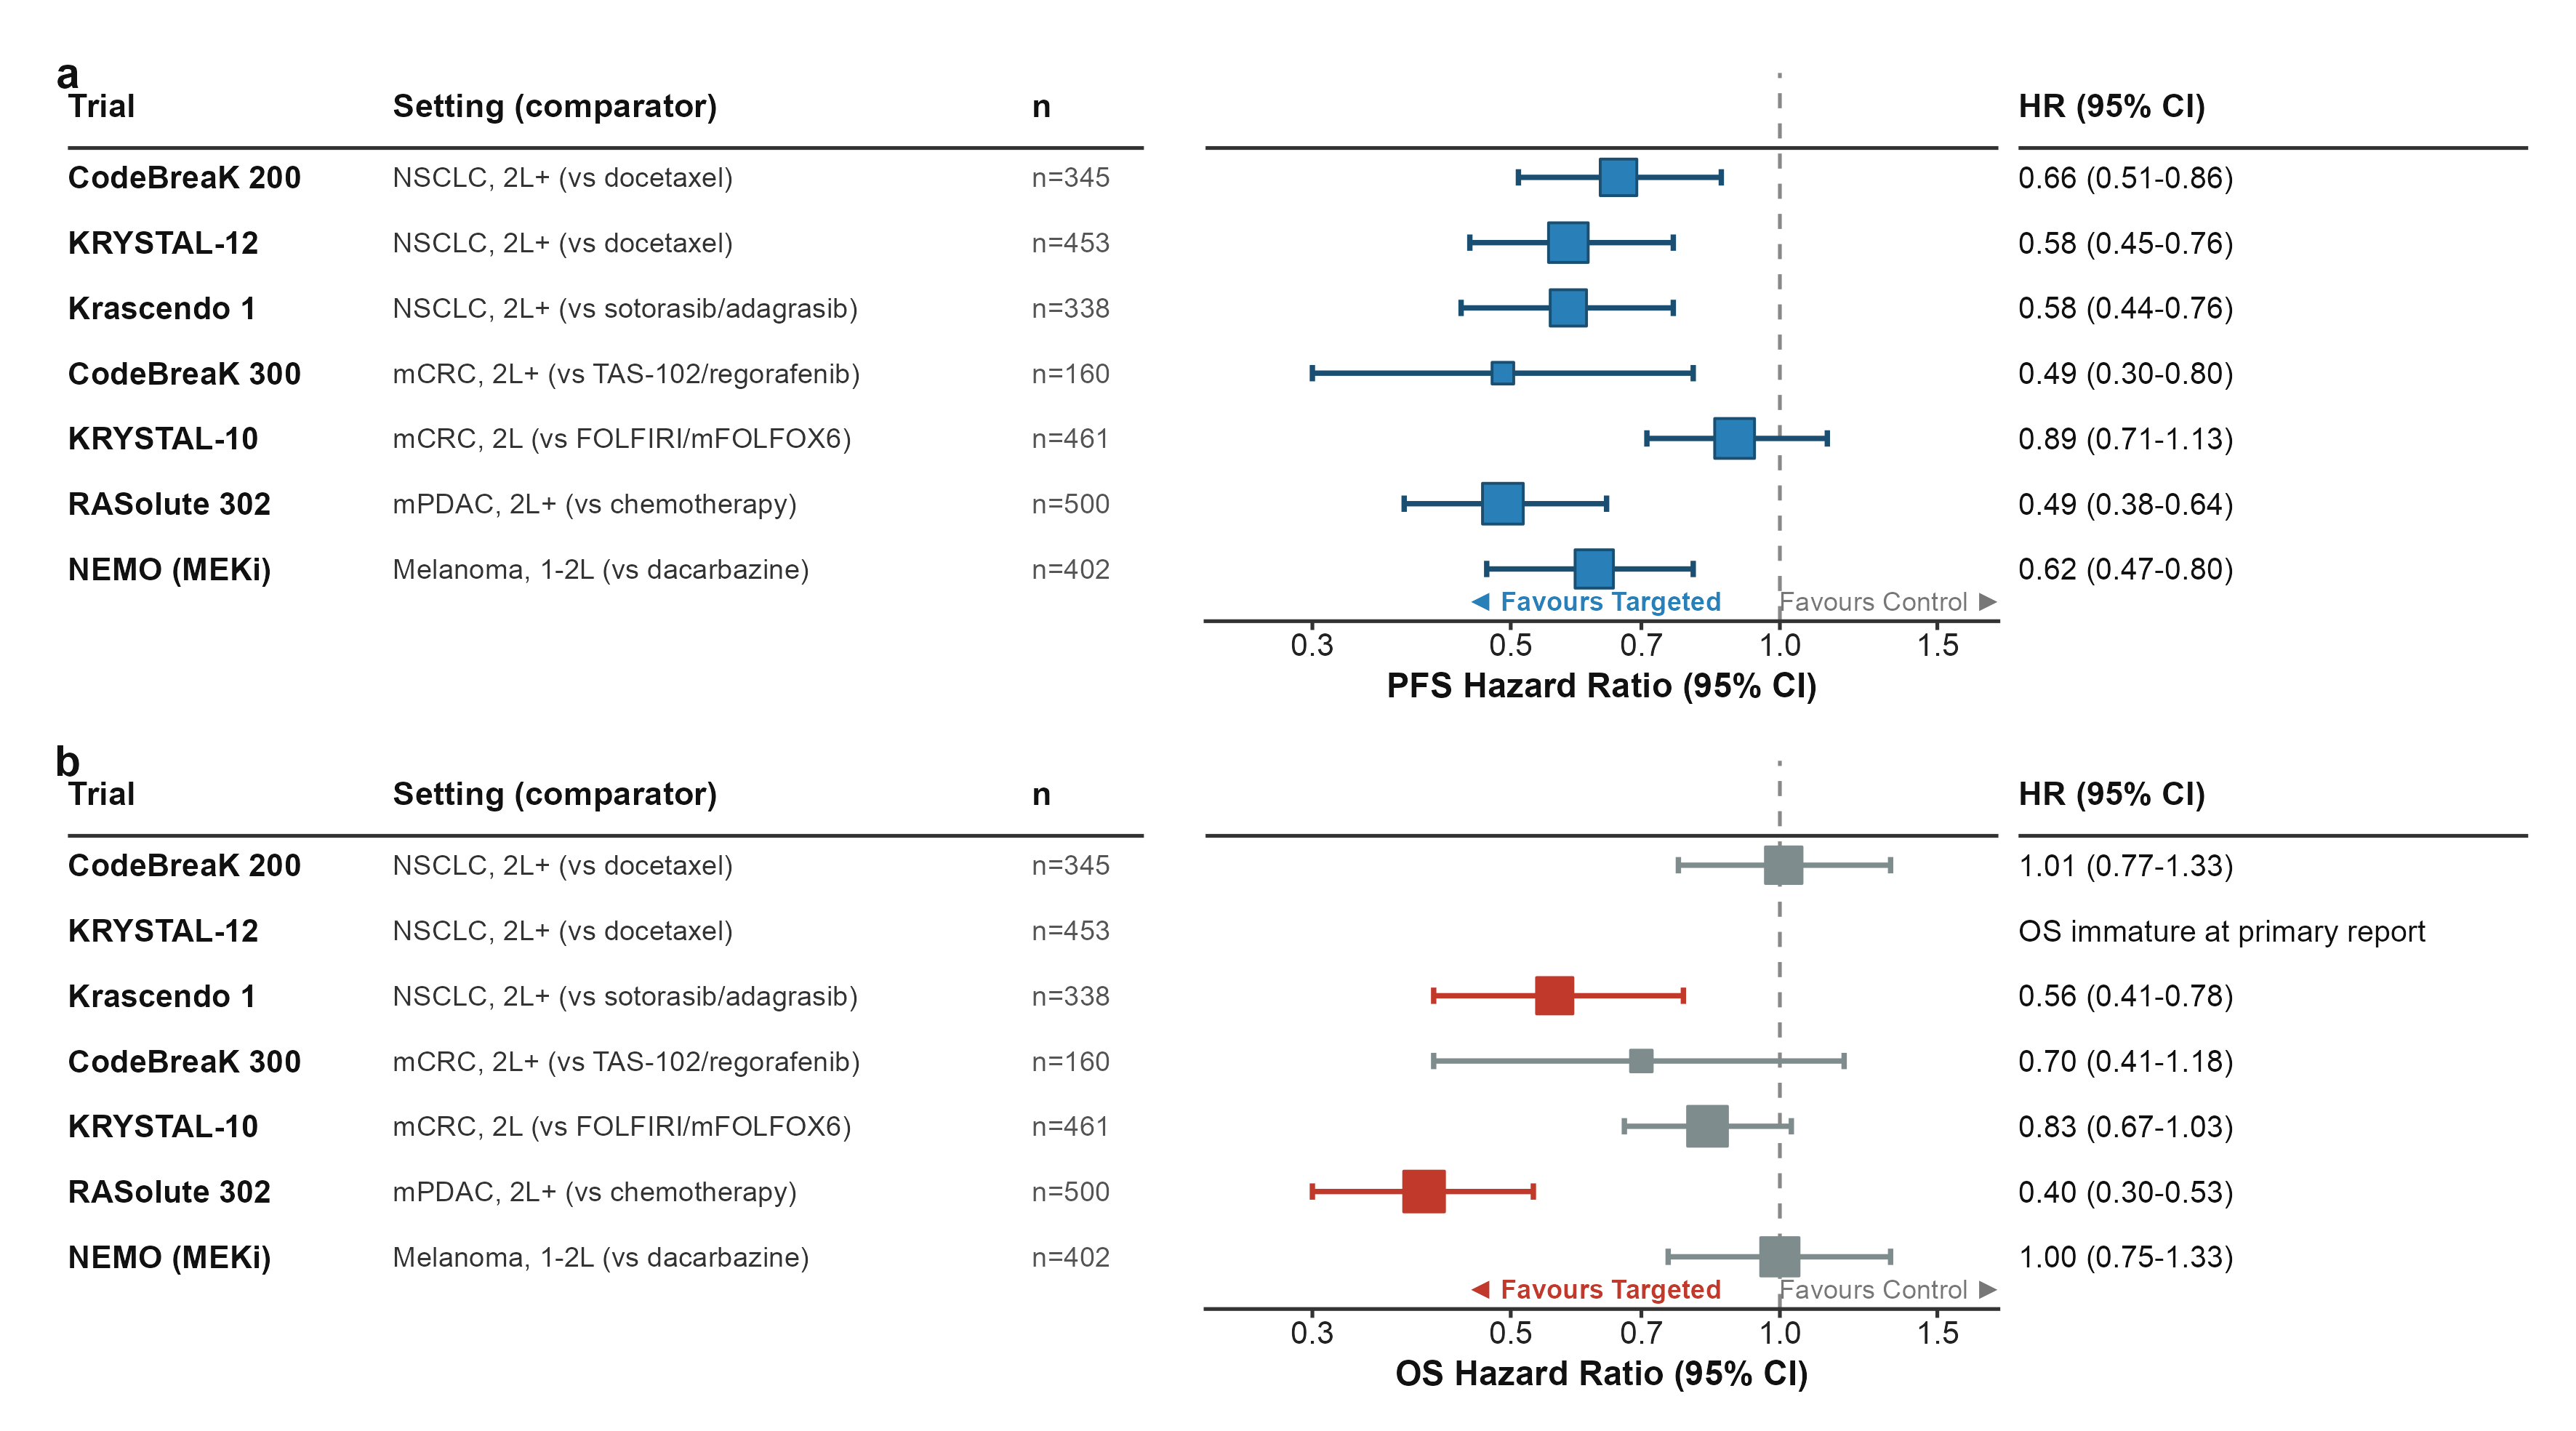 a
Trial Setting (comparator) n HR (95% CI)
CodeBreaK 200 NSCLC, 2L+ (vs docetaxel) n=345 0.66 (0.51-0.86)
KRYSTAL-12 NSCLC, 2L+ (vs docetaxel) n=453 0.58 (0.45-0.76)
Krascendo 1 NSCLC, 2L+ (vs sotorasib/adagrasib) n=338 0.58 (0.44-0.76)
CodeBreaK 300 mCRC, 2L+ (vs TAS-102/regorafenib) n=160 0.49 (0.30-0.80)
KRYSTAL-10 mCRC, 2L (vs FOLFIRI/mFOLFOX6) n=461 0.89 (0.71-1.13)
RASolute 302 mPDAC, 2L+ (vs chemotherapy) n=500 0.49 (0.38-0.64)
NEMO (MEKi) Melanoma, 1-2L (vs dacarbazine) n=402 0.62 (0.47-0.80)
◀ Favours Targeted Favours Control ▶
0.3 0.5 0.7 1.0 1.5
PFS Hazard Ratio (95% CI)
b
Trial Setting (comparator) n HR (95% CI)
CodeBreaK 200 NSCLC, 2L+ (vs docetaxel) n=345 1.01 (0.77-1.33)
KRYSTAL-12 NSCLC, 2L+ (vs docetaxel) n=453 OS immature at primary report
Krascendo 1 NSCLC, 2L+ (vs sotorasib/adagrasib) n=338 0.56 (0.41-0.78)
CodeBreaK 300 mCRC, 2L+ (vs TAS-102/regorafenib) n=160 0.70 (0.41-1.18)
KRYSTAL-10 mCRC, 2L (vs FOLFIRI/mFOLFOX6) n=461 0.83 (0.67-1.03)
RASolute 302 mPDAC, 2L+ (vs chemotherapy) n=500 0.40 (0.30-0.53)
NEMO (MEKi) Melanoma, 1-2L (vs dacarbazine) n=402 1.00 (0.75-1.33)
◀ Favours Targeted Favours Control ▶
0.3 0.5 0.7 1.0 1.5
OS Hazard Ratio (95% CI)